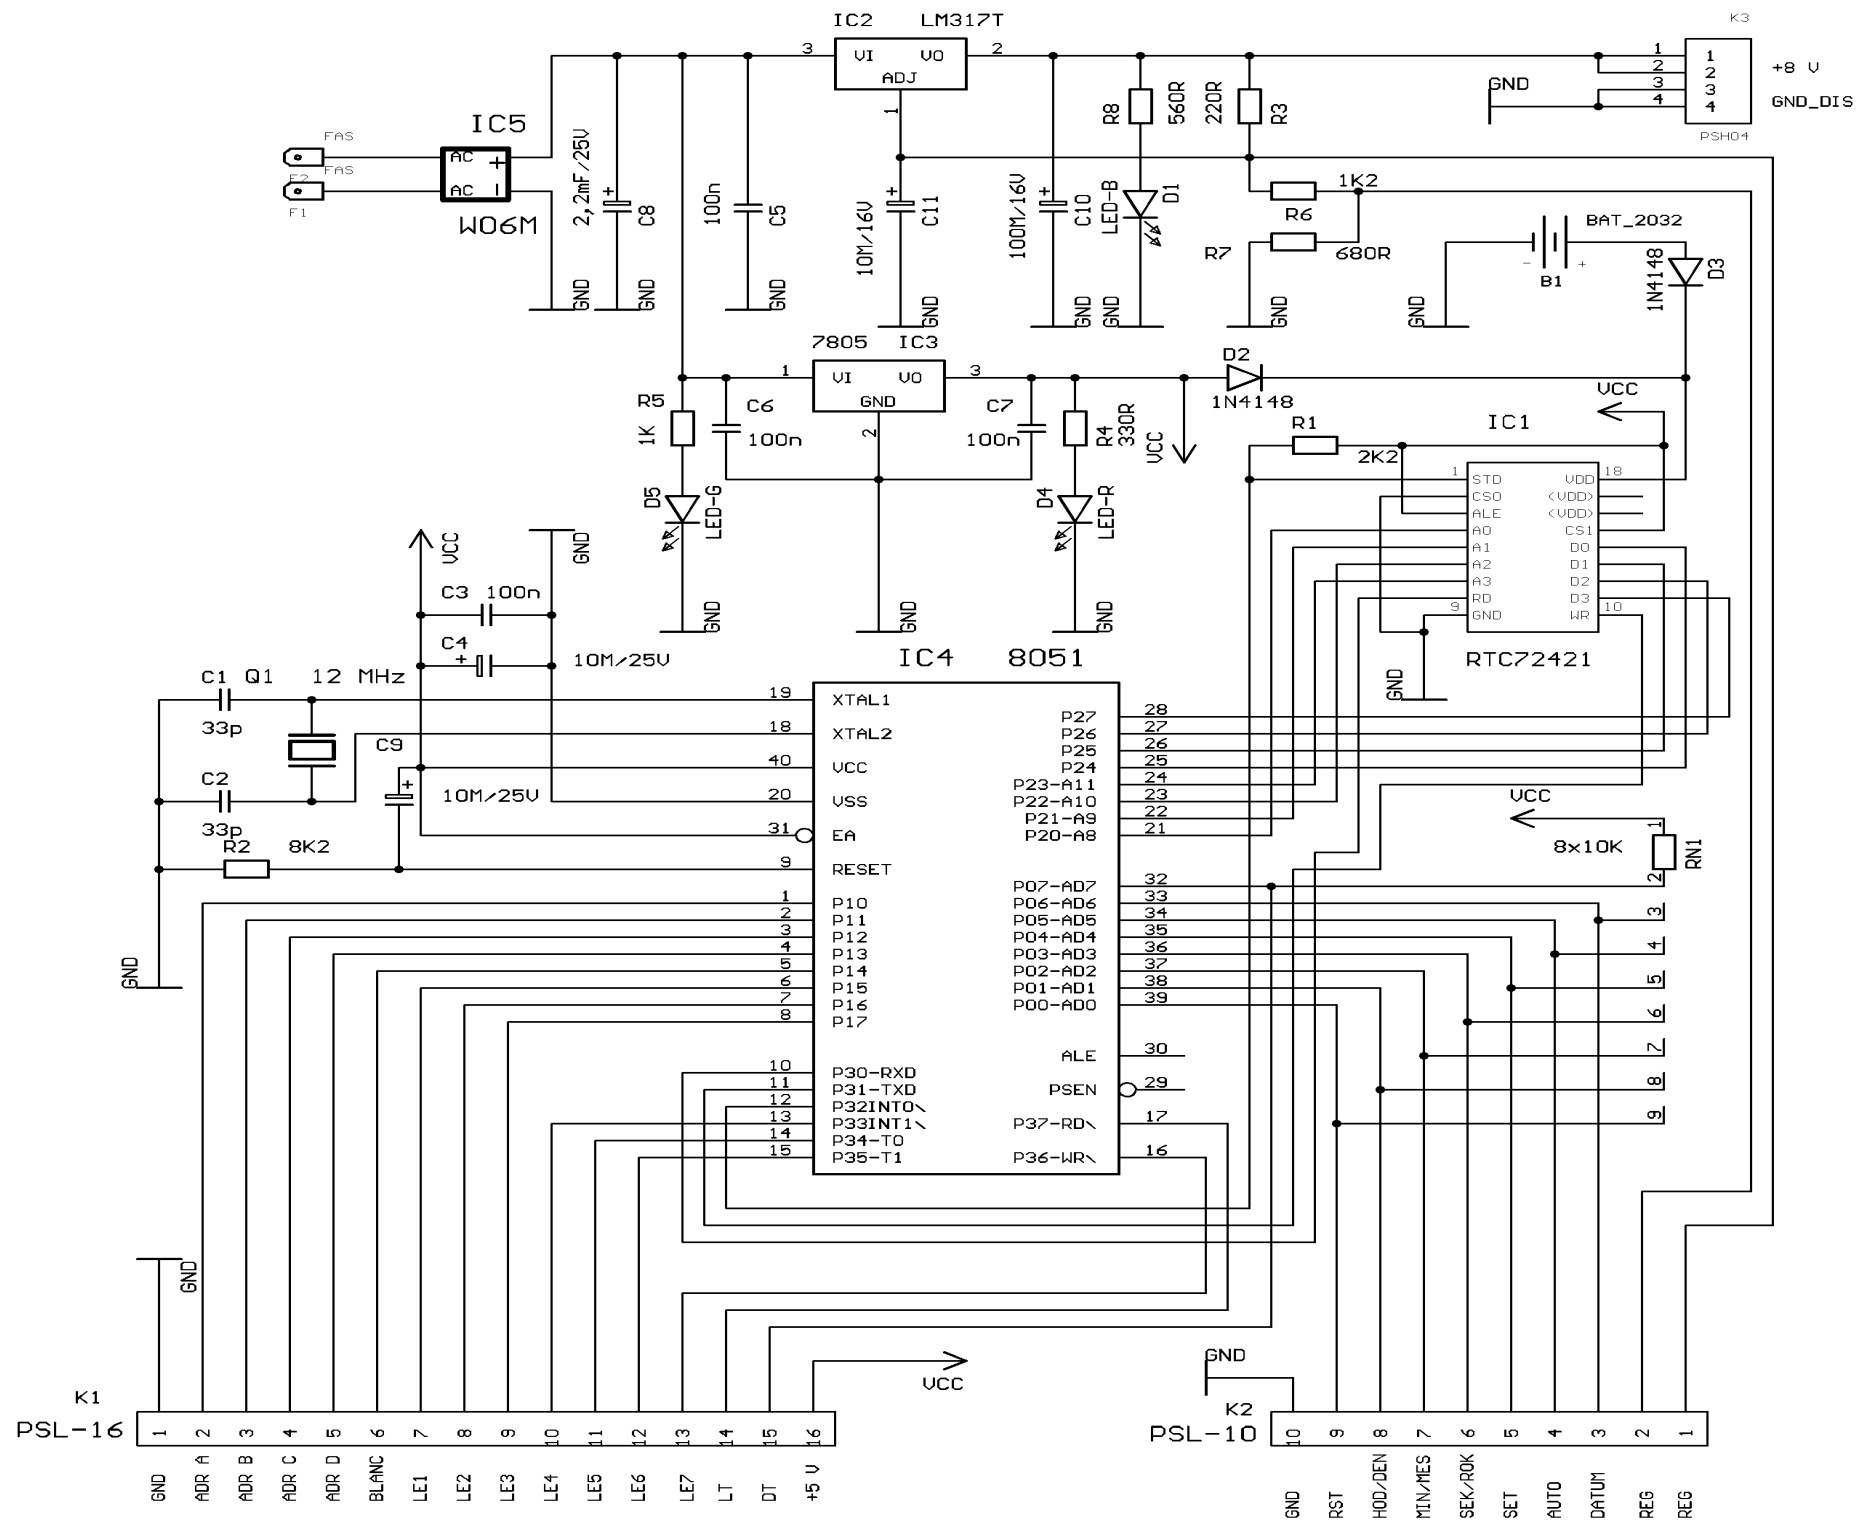 IC2 LM317T
K3
3 VI VO 2
ADJ
1
1 1
2 2
3 3
4 4
+8 V
GND
GND_DIS
PSH04
IC5
FAS
FAS
F2
F1
AC +
AC -
W06M
2,2mF/25V
+
C8
100n
C5
10M/16V
+
C11
100M/16V
+
C10
R8
560R
LED-B
D1
220R
R3
1K2
R6
R7
680R
BAT_2032
- +
B1
1N4148
D3
GND
GND
GND
GND
GND
GND
GND
GND
7805 IC3
1 VI VO 3
GND
2
D2
1N4148
R5
1K
C6
100n
C7
100n
R4
330R
VCC
VCC
R1
2K2
IC1
D5
LED-G
D4
LED-R
1 STD VDD 18
CS0 (VDD)
ALE (VDD)
A0 CS1
A1 D0
A2 D1
A3 D2
RD D3
9 GND WR 10
RTC72421
GND
VCC
GND
C3 100n
C4
+
10M/25V
GND
GND
GND
IC4 8051
C1 Q1 12 MHz
33p
C2
33p
C9
+
10M/25V
R2 8K2
GND
19 XTAL1
18 XTAL2
40 VCC
20 VSS
31 EA
9 RESET
1 P10
2 P11
3 P12
4 P13
5 P14
6 P15
7 P16
8 P17
10 P30-RXD
11 P31-TXD
12 P32INT0\
13 P33INT1\
14 P34-T0
15 P35-T1
P27 28
P26 27
P25 26
P24 25
P23-A11 24
P22-A10 23
P21-A9 22
P20-A8 21
P07-AD7 32
P06-AD6 33
P05-AD5 34
P04-AD4 35
P03-AD3 36
P02-AD2 37
P01-AD1 38
P00-AD0 39
ALE 30
PSEN 29
P37-RD\ 17
P36-WR\ 16
VCC
8x10K
RN1
1
2
3
4
5
6
7
8
9
GND
VCC
GND
K1
PSL-16
1 2 3 4 5 6 7 8 9 10 11 12 13 14 15 16
GND ADR A ADR B ADR C ADR D BLANC LE1 LE2 LE3 LE4 LE5 LE6 LE7 LT DT +5 V
K2
PSL-10
10 9 8 7 6 5 4 3 2 1
GND RST HOD/DEN MIN/MES SEK/ROK SET AUTO DATUM REG REG